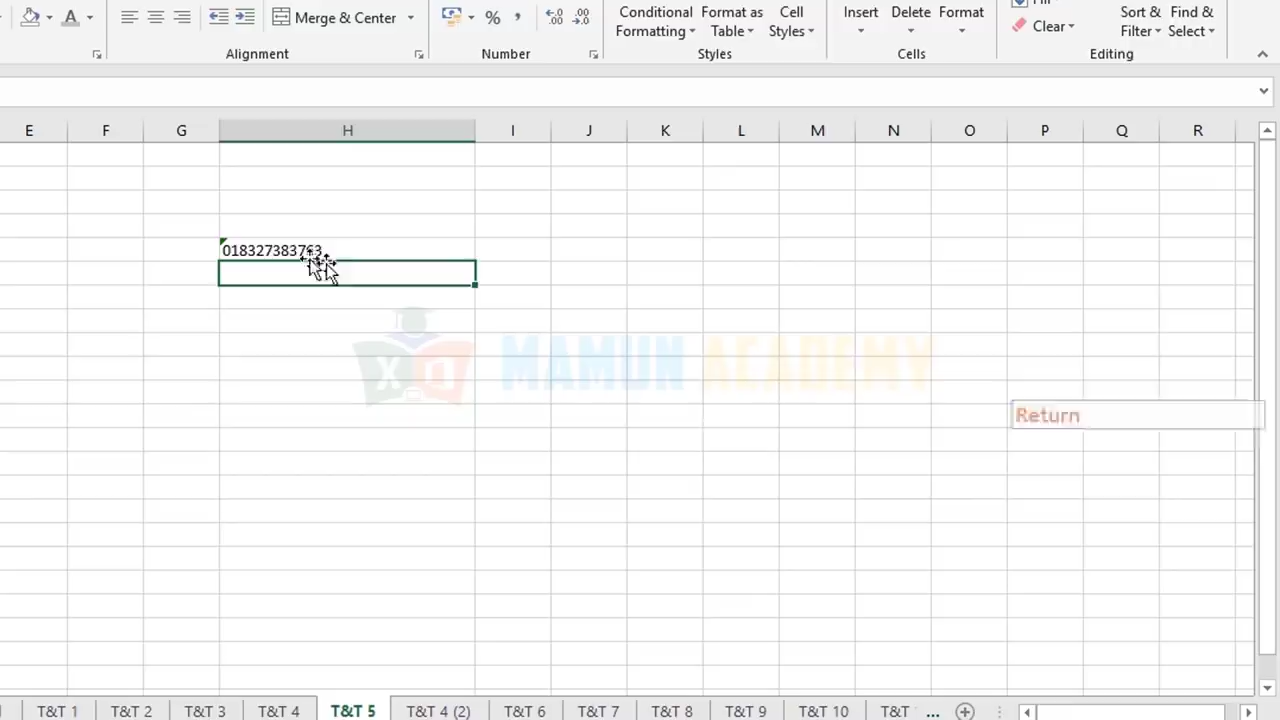 Merge & Center
%
,
Conditional Formatting
Format as Table
Cell Styles
Insert
Delete
Format
Clear
Sort & Filter
Find & Select
Alignment
Number
Styles
Cells
Editing
E F G H I J K L M N O P Q R
MAMUN ACADEMY
Return
T&T 1 T&T 2 T&T 3 T&T 4 T&T 5 T&T 4 (2) T&T 6 T&T 7 T&T 8 T&T 9 T&T 10 T&T ...